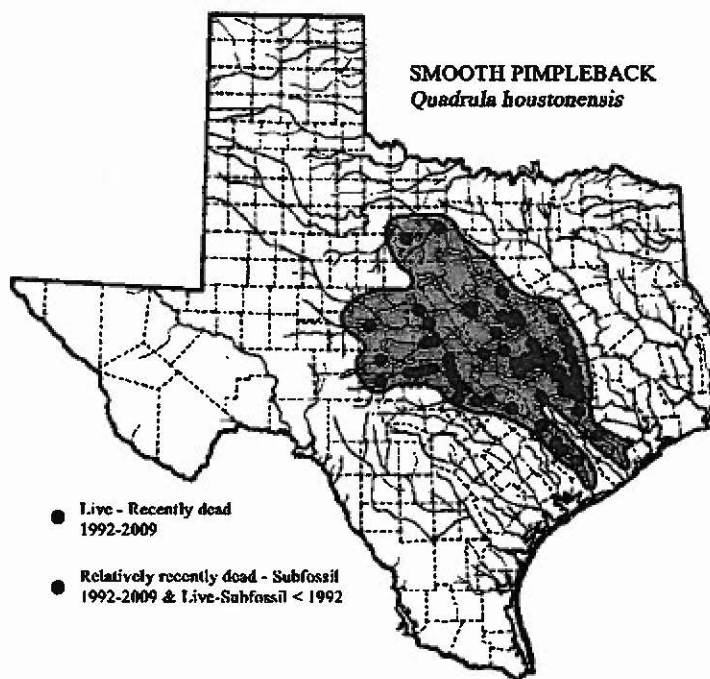 SMOOTH PIMPLEBACK
Quadrula houstonensis
Live - Recently dead
1992-2009
Relatively recently dead - Subfossil
1992-2009 & Live-Subfossil < 1992